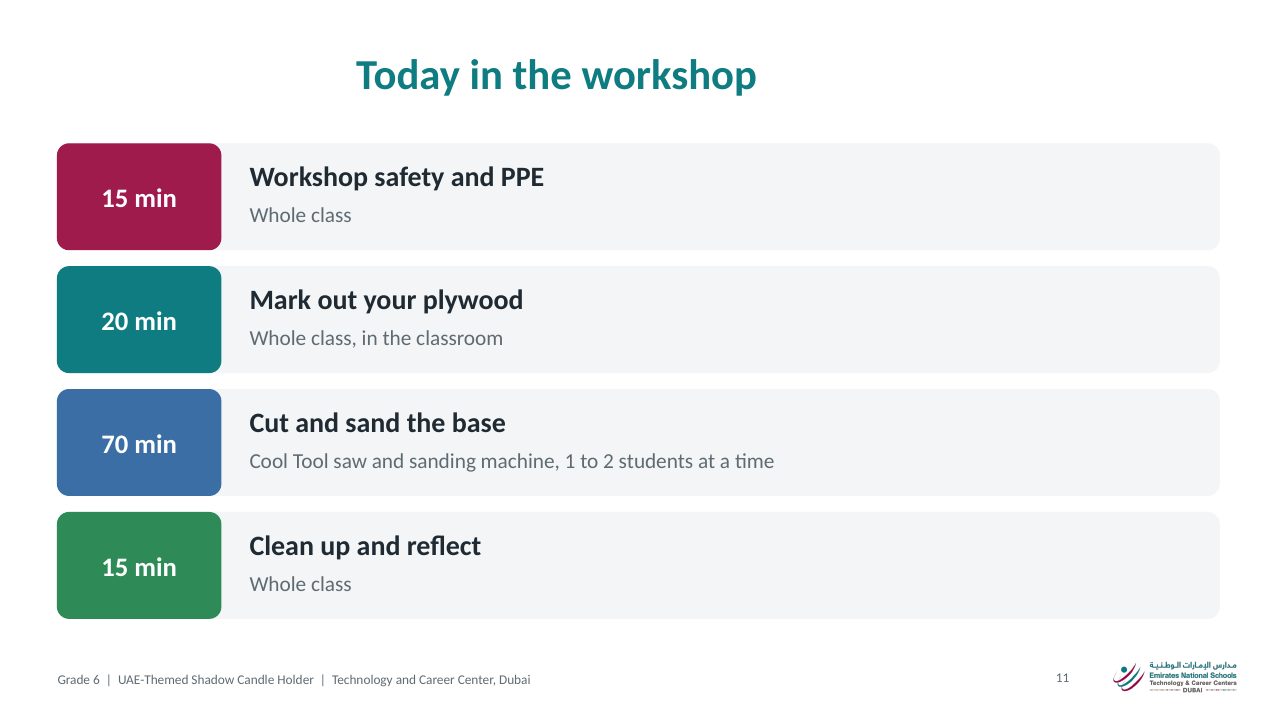 Today in the workshop
15 min
Workshop safety and PPE
Whole class
20 min
Mark out your plywood
Whole class, in the classroom
70 min
Cut and sand the base
Cool Tool saw and sanding machine, 1 to 2 students at a time
15 min
Clean up and reflect
Whole class
Grade 6 | UAE-Themed Shadow Candle Holder | Technology and Career Center, Dubai
11
مدارس الإمارات الوطنية
Emirates National Schools
Technology & Career Centers
DUBAI